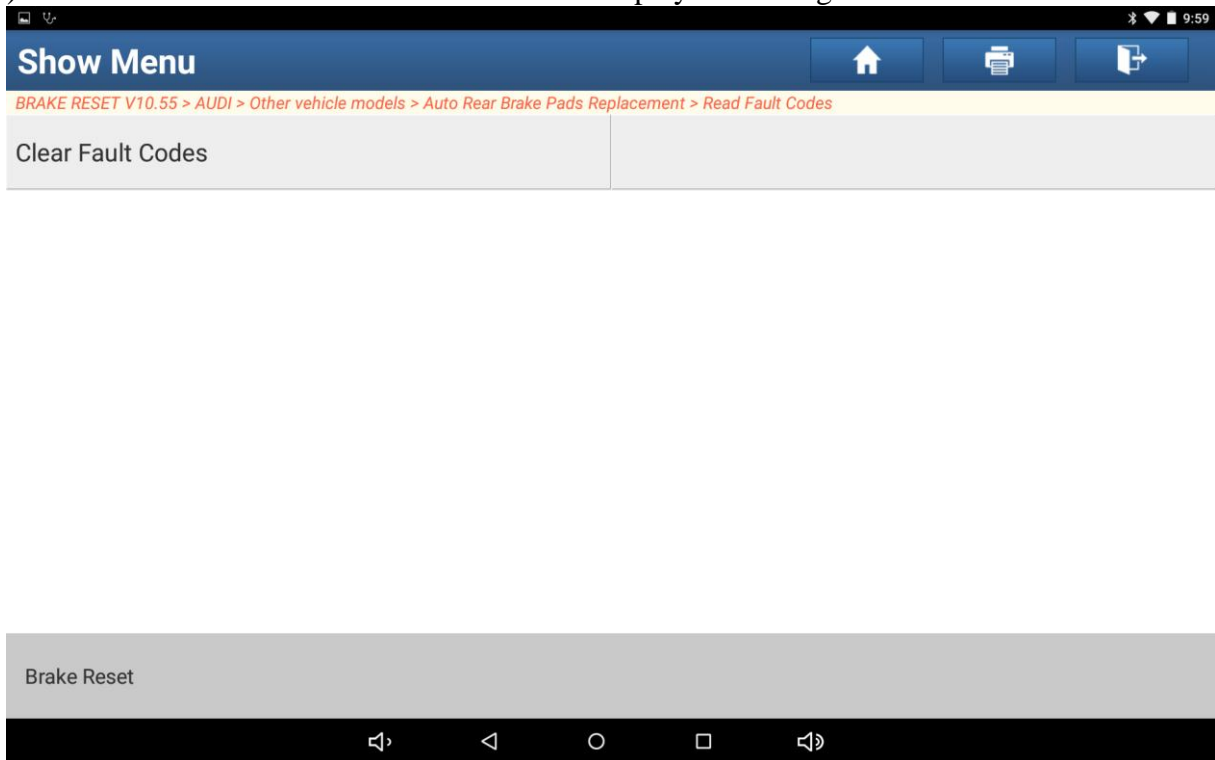 9:59
Show Menu
BRAKE RESET V10.55 > AUDI > Other vehicle models > Auto Rear Brake Pads Replacement > Read Fault Codes
Clear Fault Codes
Brake Reset